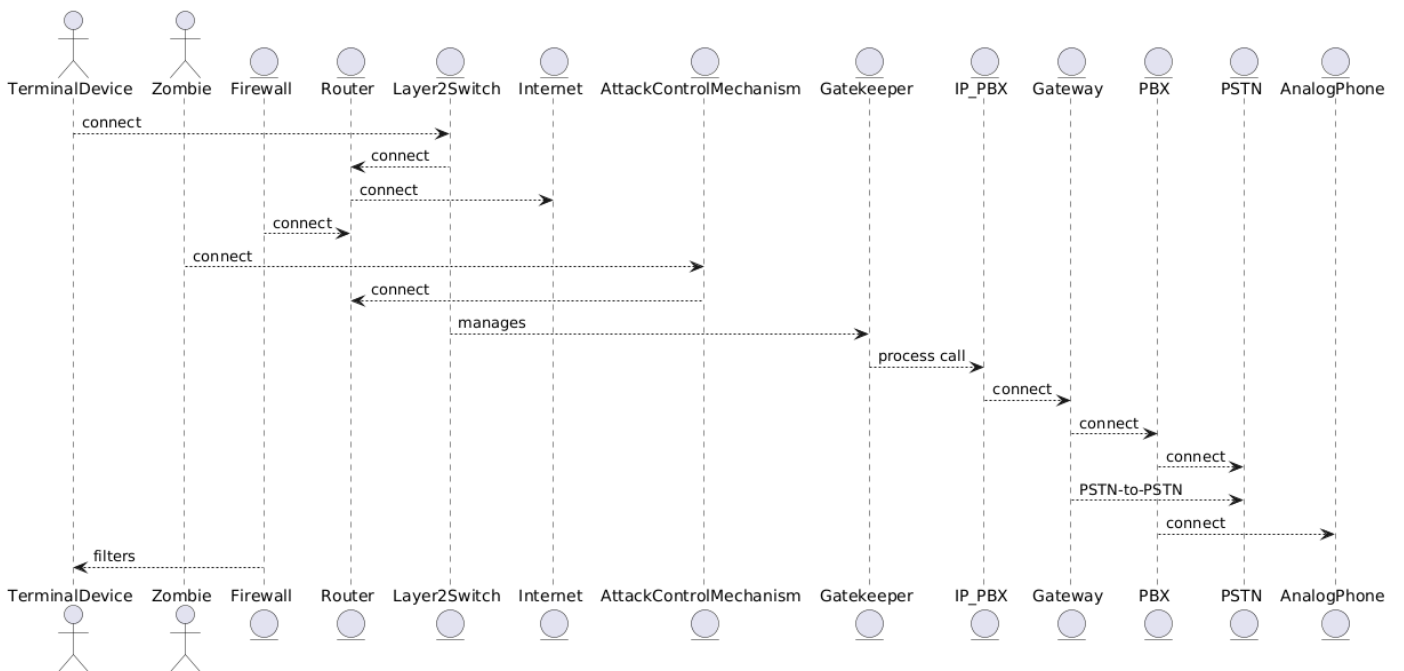 TerminalDevice Zombie Firewall Router Layer2Switch Internet AttackControlMechanism Gatekeeper IP_PBX Gateway PBX PSTN AnalogPhone
connect
connect
connect
connect
connect
connect
manages
process call
connect
connect
connect
PSTN-to-PSTN
connect
filters
TerminalDevice Zombie Firewall Router Layer2Switch Internet AttackControlMechanism Gatekeeper IP_PBX Gateway PBX PSTN AnalogPhone